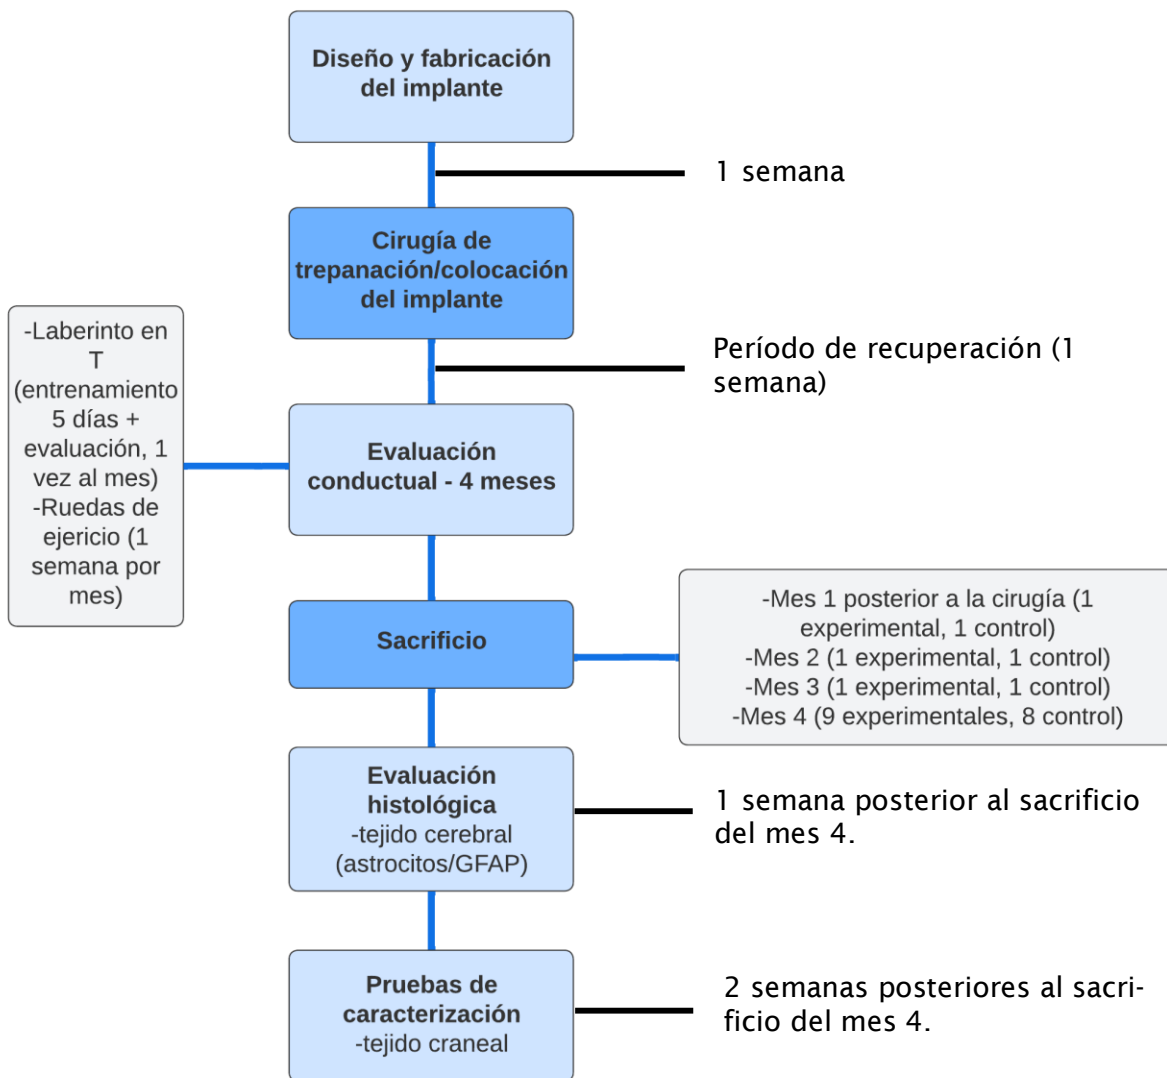 Diseño y fabricación
del implante
1 semana
Cirugía de
trepanación/colocación
del implante
Período de recuperación (1
semana)
-Laberinto en
T
(entrenamiento
5 días +
evaluación, 1
vez al mes)
-Ruedas de
ejericio (1
semana por
mes)
Evaluación
conductual - 4 meses
Sacrificio
-Mes 1 posterior a la cirugía (1
experimental, 1 control)
-Mes 2 (1 experimental, 1 control)
-Mes 3 (1 experimental, 1 control)
-Mes 4 (9 experimentales, 8 control)
Evaluación
histológica
-tejido cerebral
(astrocitos/GFAP)
1 semana posterior al sacrificio
del mes 4.
Pruebas de
caracterización
-tejido craneal
2 semanas posteriores al sacri-
ficio del mes 4.